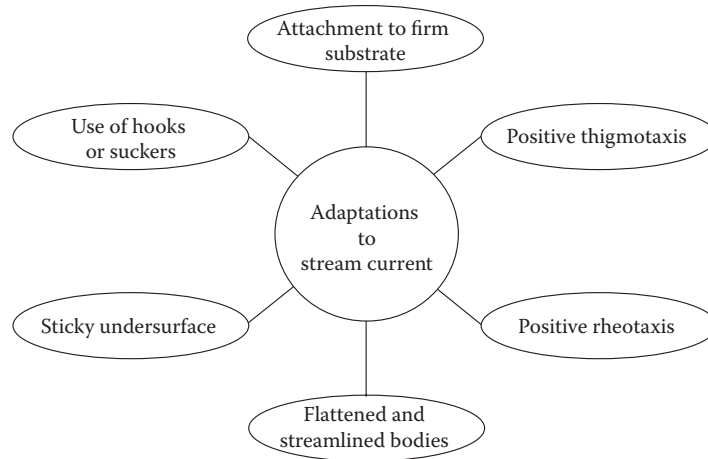 Attachment to firm
substrate
Use of hooks
or suckers
Positive thigmotaxis
Adaptations
to
stream current
Sticky undersurface
Positive rheotaxis
Flattened and
streamlined bodies